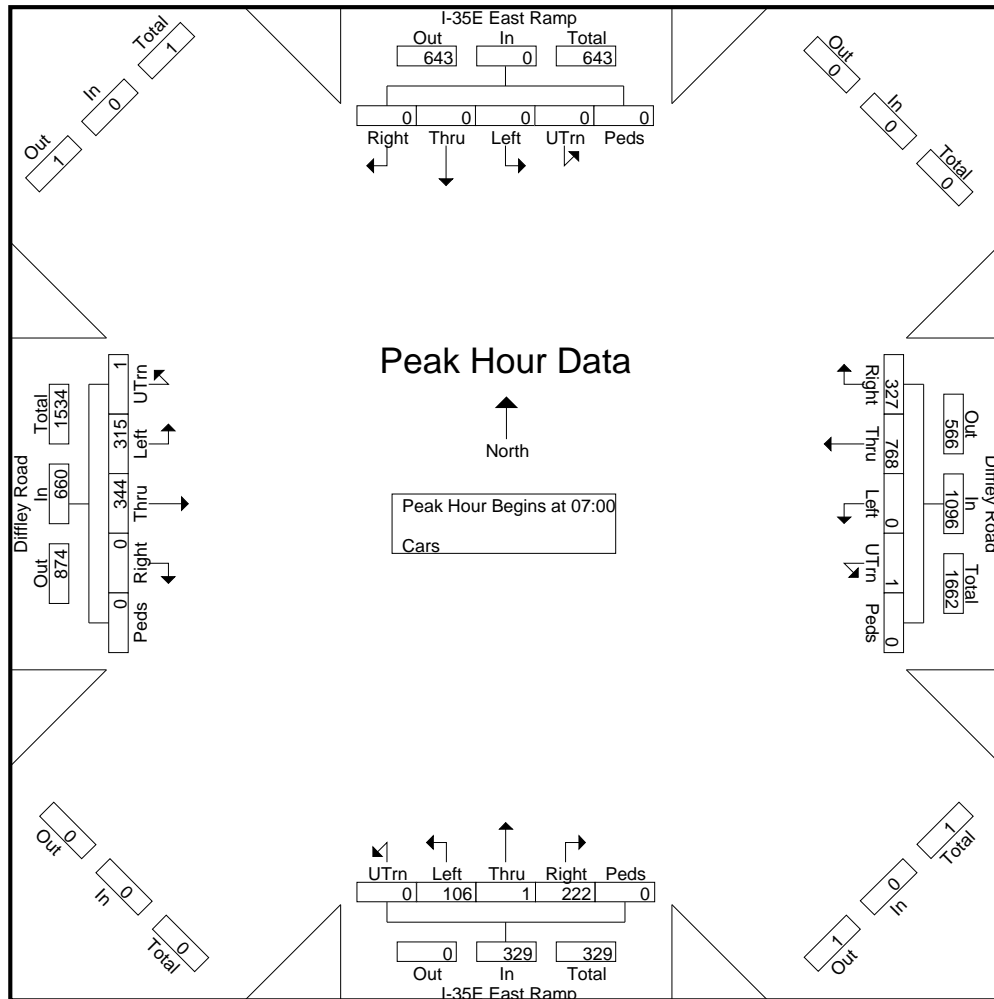 I-35E East Ramp
Out In Total
643 0 643
0 0 0 0 0
Right Thru Left UTrn Peds
Total 1
In 0
Out 1
Out 0
In 0
Total 0
Peak Hour Data
North
Peak Hour Begins at 07:00
Cars
Diffley Road
Total In Out
1534 660 874
1 315 344 0 0
UTrn Left Thru Right Peds
Diffley Road
Out In Total
566 1096 1662
327 768 0 1 0
Right Thru Left UTrn Peds
Out 0
In 0
Total 0
Total 1
In 0
Out 1
UTrn Left Thru Right Peds
0 106 1 222 0
0 329 329
Out In Total
I-35E East Ramp